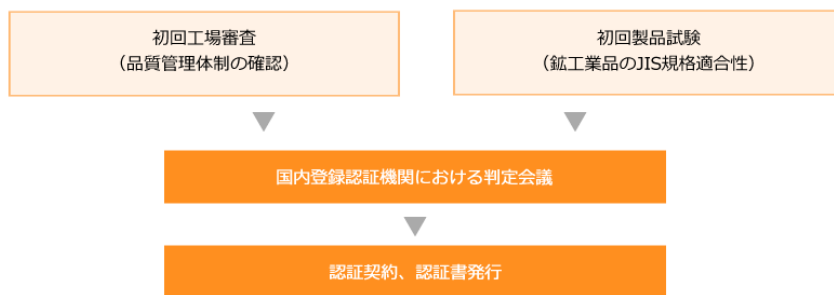 初回工場審査
（品質管理体制の確認）
初回製品試験
（鉱工業品のJIS規格適合性）
国内登録認証機関における判定会議
認証契約、認証書発行